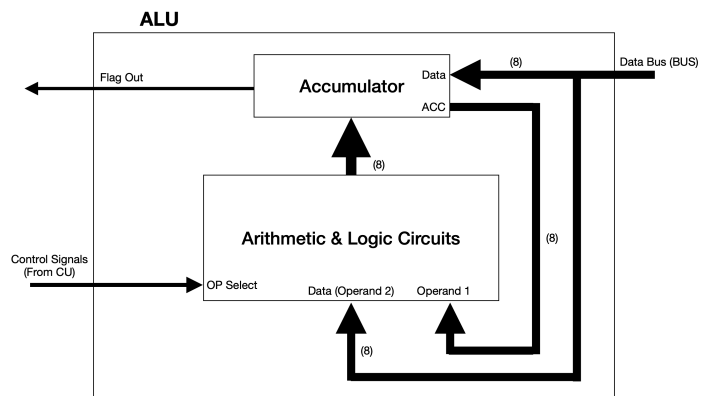 ALU
(8)
Data Bus (BUS)
Flag Out
Data
Accumulator
ACC
(8)
Arithmetic & Logic Circuits
(8)
Control Signals
(From CU)
OP Select
Data (Operand 2)
Operand 1
(8)